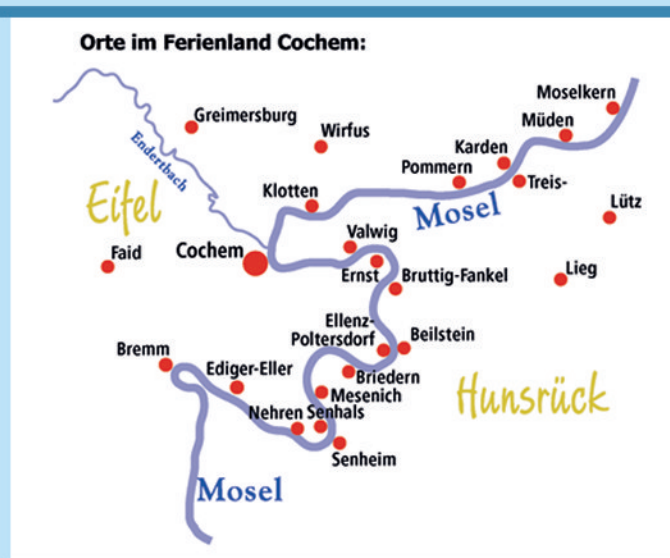 Orte im Ferienland Cochem:
Moselkern
Greimersburg
Müden
Wirfus
Endertbach
Karden
Pommern
Treis-
Klotten
Eifel
Mosel
Lütz
Valwig
Faid
Cochem
Ernst
Bruttig-Fankel
Lieg
Ellenz-
Poltersdorf
Beilstein
Bremm
Ediger-Eller
Briedern
Mesenich
Hunsrück
Nehren
Senhals
Senheim
Mosel